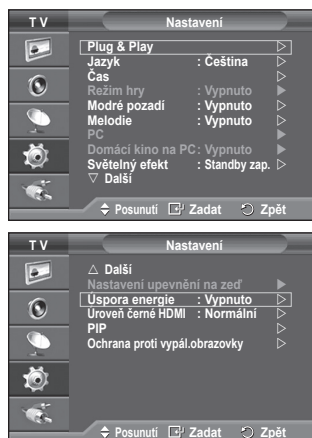 T V
Nastavení
Plug & Play
Jazyk : Čeština
Čas
Režim hry : Vypnuto
Modré pozadí : Vypnuto
Melodie : Vypnuto
PC
Domácí kino na PC : Vypnuto
Světelný efekt : Standby zap.
▽ Další
Posunutí Zadat Zpět
T V
Nastavení
△ Další
Nastavení upevnění na zeď
Úspora energie : Vypnuto
Úroveň černé HDMI : Normální
PIP
Ochrana proti vypál.obrazovky
Posunutí Zadat Zpět